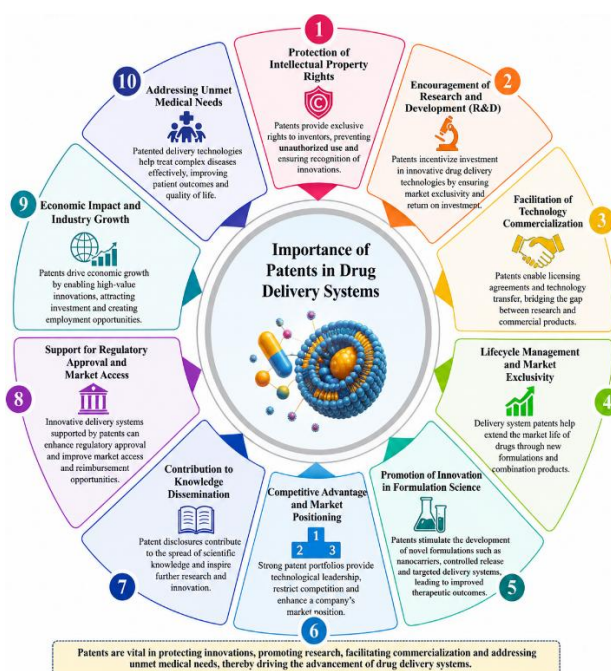 1
Protection of
Intellectual Property
Rights
Patents provide exclusive
rights to inventors, preventing
unauthorized use and
ensuring recognition of
innovations.
2
Encouragement of
Research and
Development (R&D)
Patents incentivize investment
in innovative drug delivery
technologies by ensuring
market exclusivity and
return on investment.
3
Facilitation of
Technology
Commercialization
Patents enable licensing
agreements and technology
transfer, bridging the gap
between research and
commercial products.
4
Lifecycle Management
and Market
Exclusivity
Delivery system patents help
extend the market life of
drugs through new
formulations and
combination products.
5
Promotion of Innovation
in Formulation Science
Patents stimulate the development
of novel formulations such as
nanocarriers, controlled release
and targeted delivery systems,
leading to improved
therapeutic outcomes.
6
Competitive Advantage
and Market
Positioning
1
2 3
Strong patent portfolios provide
technological leadership,
restrict competition and
enhance a company's
market position.
7
Contribution to
Knowledge
Dissemination
Patent disclosures contribute
to the spread of scientific
knowledge and inspire
further research and
innovation.
8
Support for Regulatory
Approval and
Market Access
Innovative delivery systems
supported by patents can
enhance regulatory approval
and improve market access
and reimbursement
opportunities.
9
Economic Impact and
Industry Growth
Patents drive economic growth
by enabling high-value
innovations, attracting
investment and creating
employment opportunities.
10
Addressing Unmet
Medical Needs
Patented delivery technologies
help treat complex diseases
effectively, improving
patient outcomes and
quality of life.
Importance of
Patents in Drug
Delivery Systems
Patents are vital in protecting innovations, promoting research, facilitating commercialization and addressing
unmet medical needs, thereby driving the advancement of drug delivery systems.